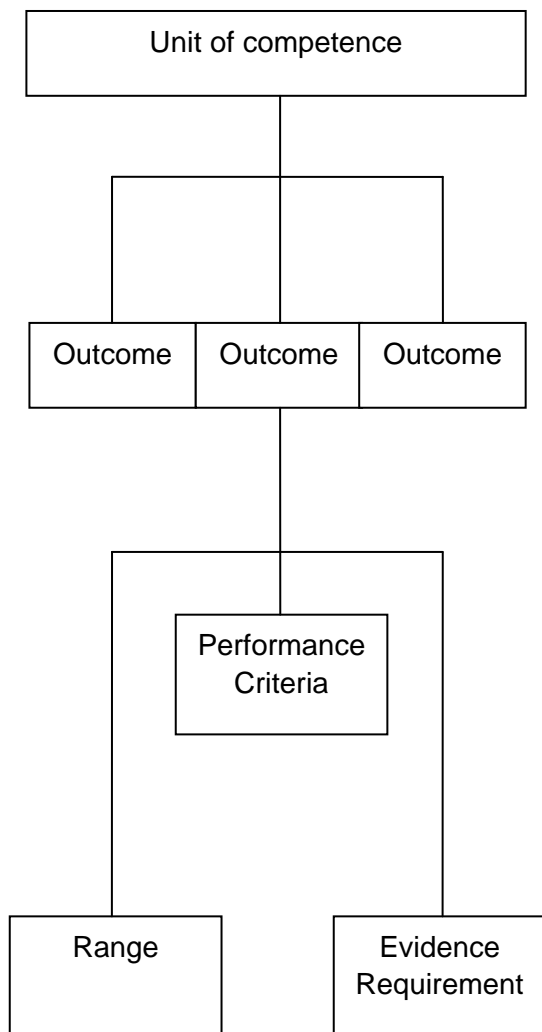 Unit of competence
Outcome
Outcome
Outcome
Performance
Criteria
Range
Evidence
Requirement